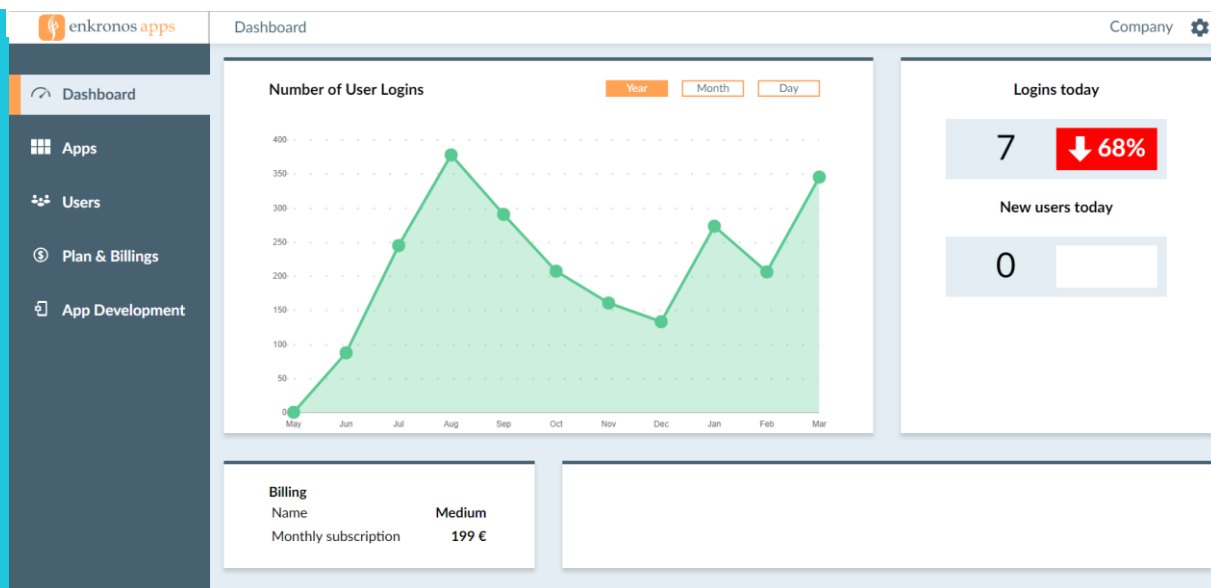 enkronos apps
Dashboard
Company
Dashboard
Apps
Users
Plan & Billings
App Development
Number of User Logins
Year
Month
Day
400
350
300
250
200
150
100
50
0
May Jun Jul Aug Sep Oct Nov Dec Jan Feb Mar
Logins today
7 68%
New users today
0
Billing
Name Medium
Monthly subscription 199 €